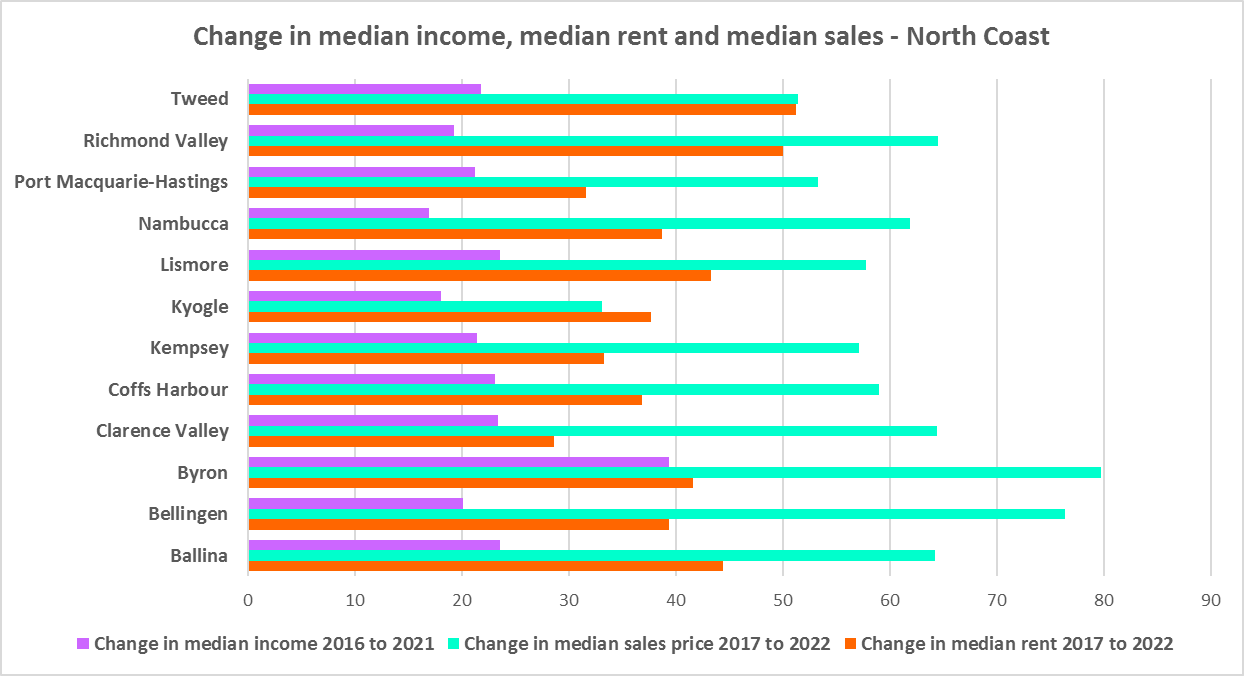 Change in median income, median rent and median sales - North Coast
Tweed
Richmond Valley
Port Macquarie-Hastings
Nambucca
Lismore
Kyogle
Kempsey
Coffs Harbour
Clarence Valley
Byron
Bellingen
Ballina
0 10 20 30 40 50 60 70 80 90
Change in median income 2016 to 2021 Change in median sales price 2017 to 2022 Change in median rent 2017 to 2022